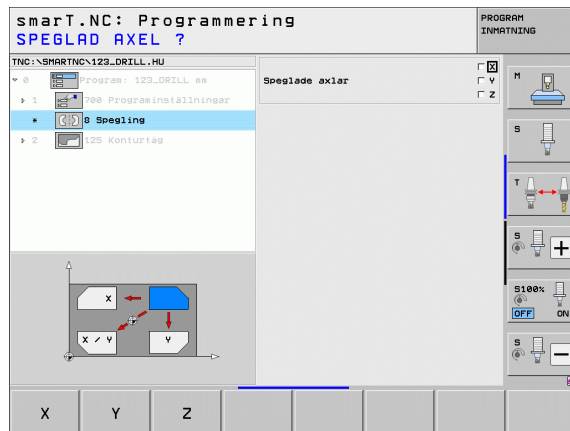 smarT.NC: Programmering
SPEGLAD AXEL ?
PROGRAM
INMATNING
TNC:\SMARTNC\123_DRILL.HU
0 Program: 123_DRILL mm
1 700 Programinställningar
* 8 Spegling
2 125 Konturtåg
Speglade axlar
X
Y
Z
M
S
T
S
+
S100%
OFF ON
S
−
X
X / Y
Y
X Y Z